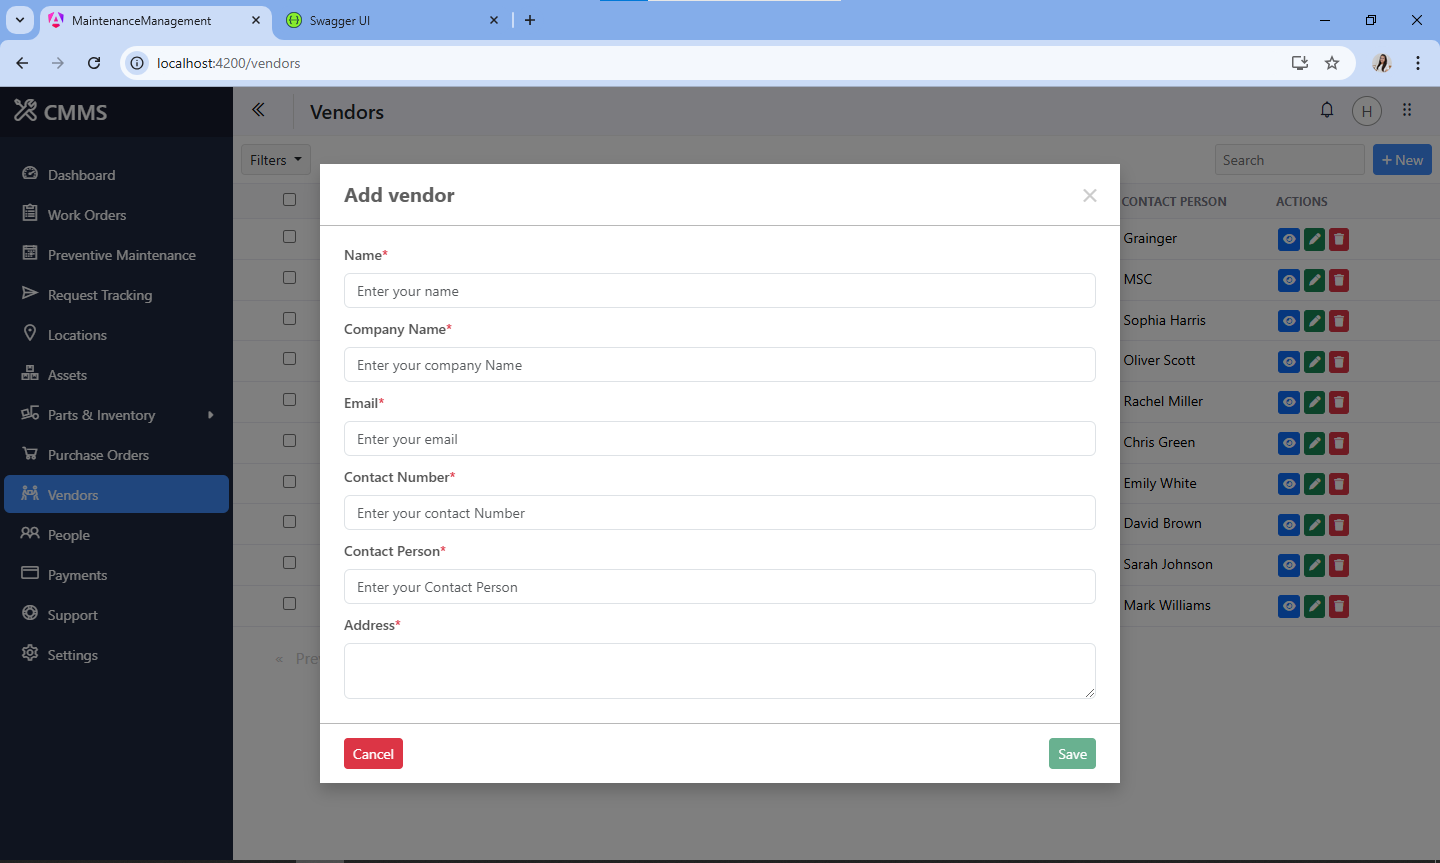 MaintenanceManagement
Swagger UI
localhost:4200/vendors
CMMS
Vendors
H
Dashboard
Work Orders
Preventive Maintenance
Request Tracking
Locations
Assets
Parts & Inventory
Purchase Orders
Vendors
People
Payments
Support
Settings
Filters
Search
+ New
CONTACT PERSON
ACTIONS
Grainger
MSC
Sophia Harris
Oliver Scott
Rachel Miller
Chris Green
Emily White
David Brown
Sarah Johnson
Mark Williams
«
Add vendor
Name*
Enter your name
Company Name*
Enter your company Name
Email*
Enter your email
Contact Number*
Enter your contact Number
Contact Person*
Enter your Contact Person
Address*
Cancel
Save